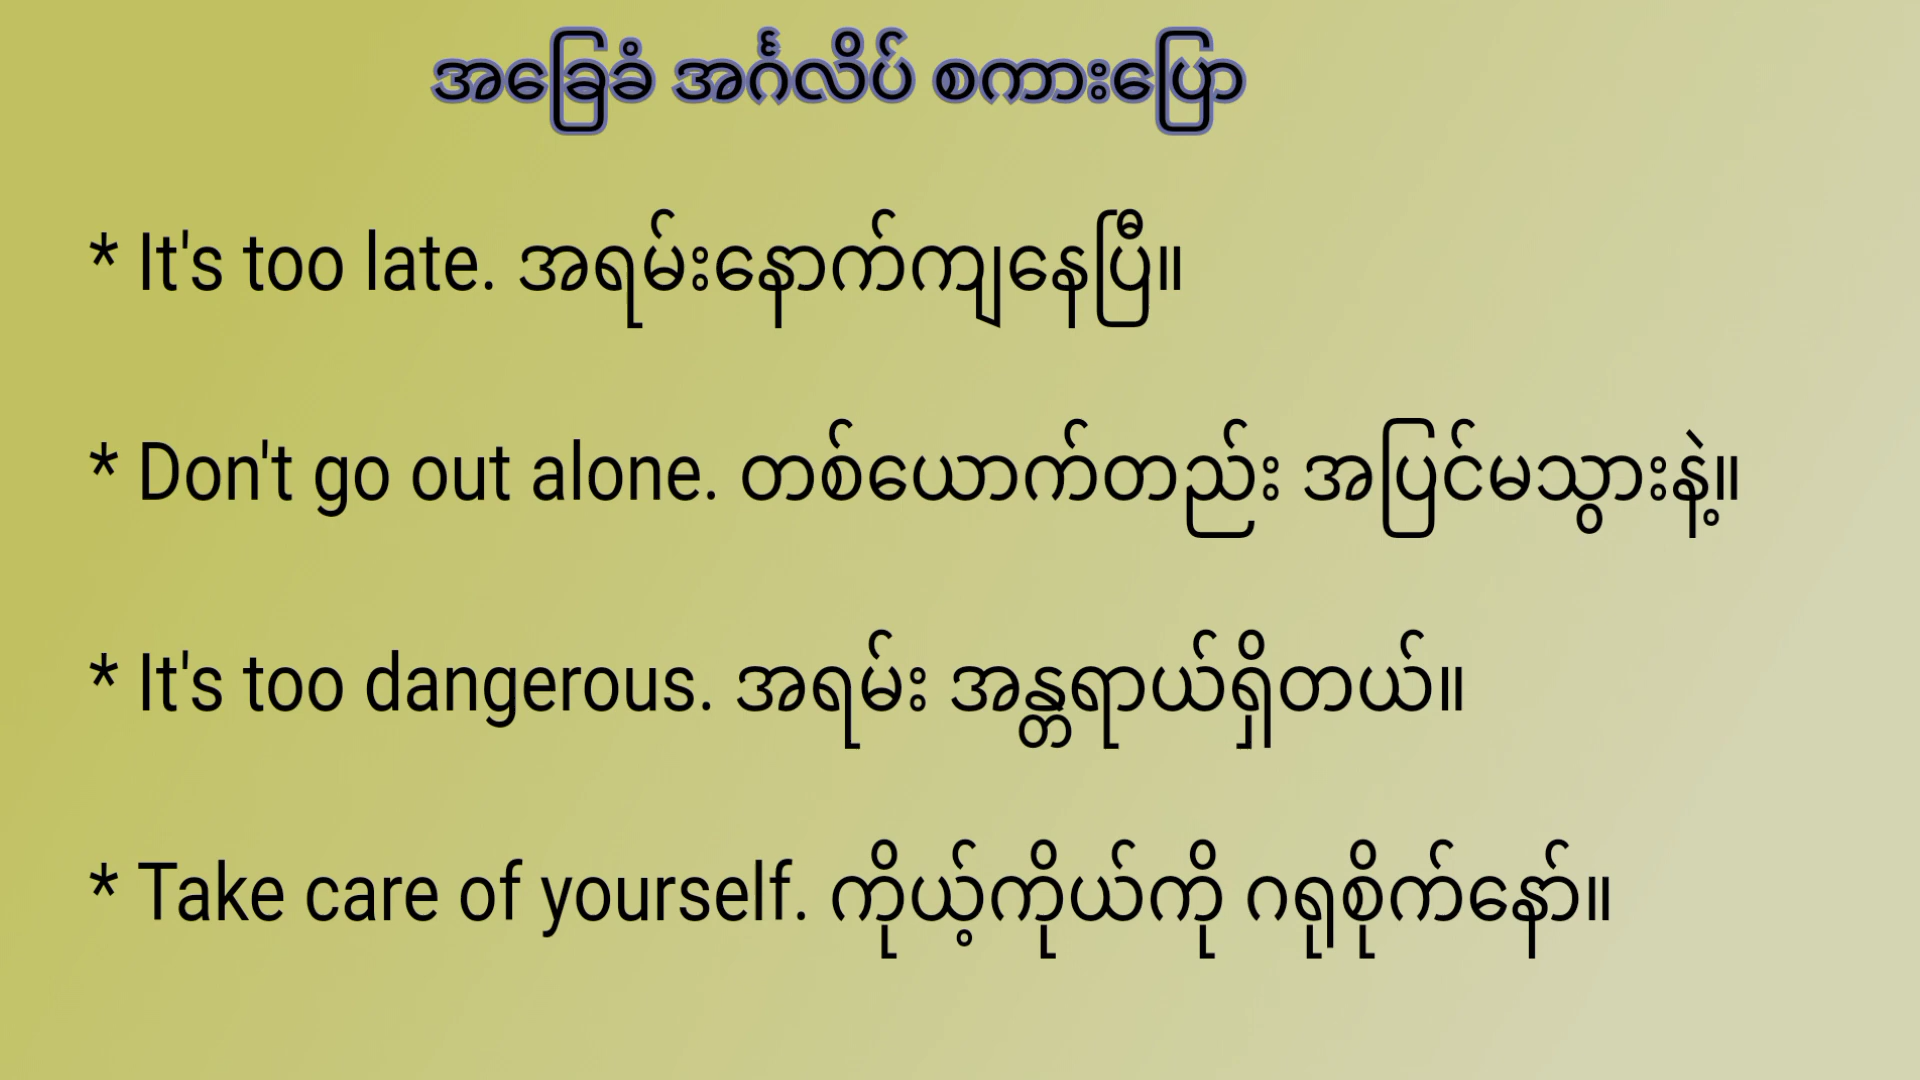 အခြေခံ အင်္ဂလိပ် စကားပြော
* It's too late. အရမ်းနောက်ကျနေပြီ။
* Don't go out alone. တစ်ယောက်တည်း အပြင်မသွားနဲ့။
* It's too dangerous. အရမ်း အန္တရာယ်ရှိတယ်။
* Take care of yourself. ကိုယ့်ကိုယ်ကို ဂရုစိုက်နော်။